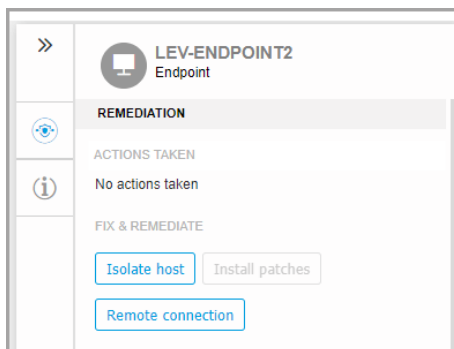 LEV-ENDPOINT2
Endpoint
REMEDIATION
ACTIONS TAKEN
No actions taken
FIX & REMEDIATE
Isolate host Install patches
Remote connection